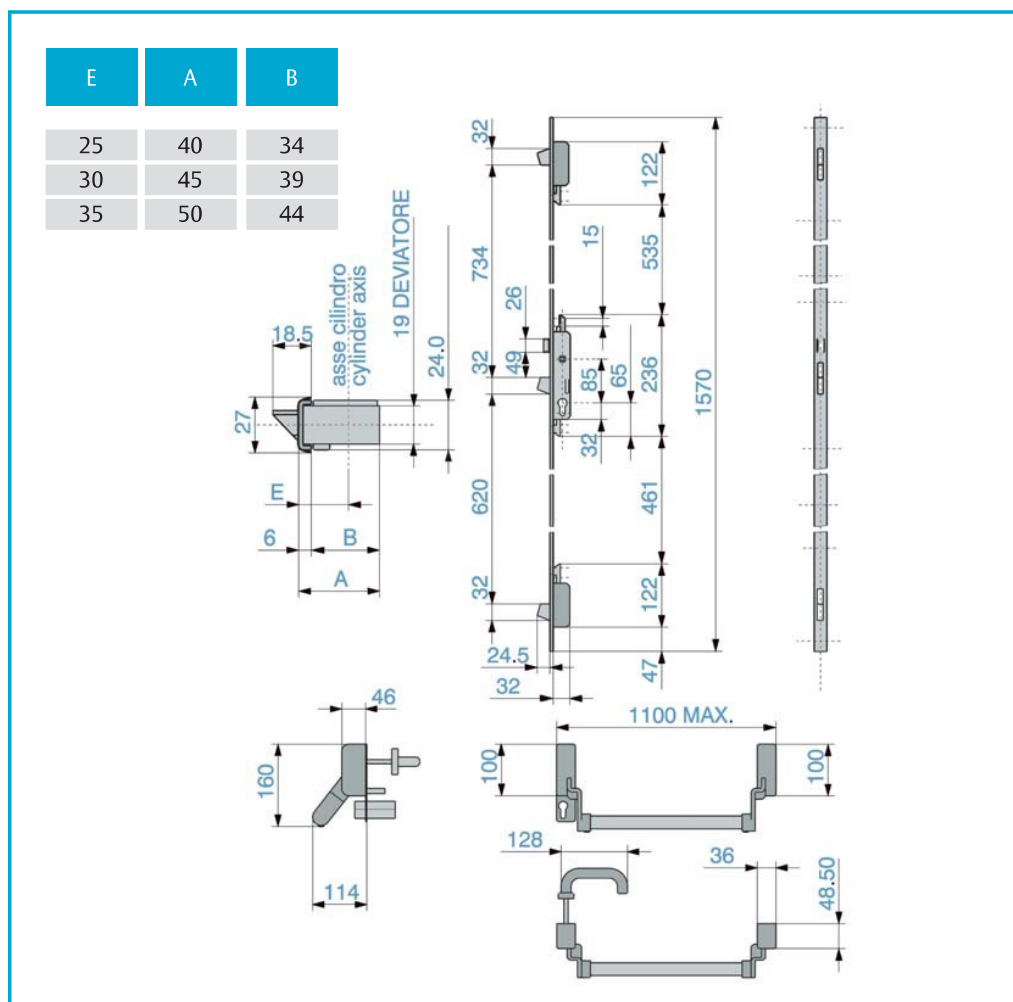 E A B
25 40 34
30 45 39
35 50 44
32
122
15
535
734
26
19 DEVIATORE
asse cilindro
cylinder axis
18.5
24.0
32
49
85
65
236
1570
27
32
E
620
461
6
B
A
32
122
24.5
47
32
46
1100 MAX.
160
100
100
128
36
114
48.50